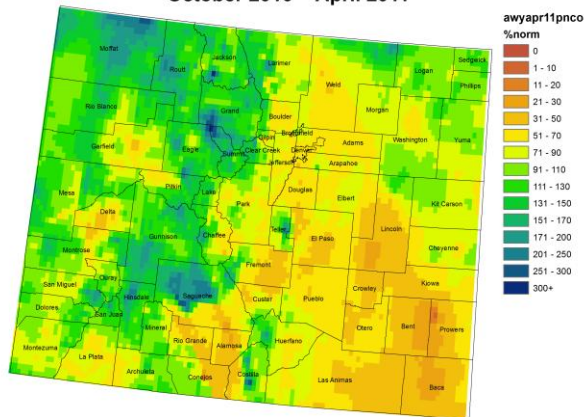 October 2010 - April 2011
awyapr11pnco
%norm
0
1 - 10
11 - 20
21 - 30
31 - 50
51 - 70
71 - 90
91 - 110
111 - 130
131 - 150
151 - 170
171 - 200
201 - 250
251 - 300
300+
Moffat
Routt
Jackson
Larimer
Weld
Logan
Sedgwick
Phillips
Rio Blanco
Grand
Boulder
Morgan
Washington
Yuma
Garfield
Eagle
Summit
Gilpin
Clear Creek
Broomfield
Denver
Jefferson
Adams
Arapahoe
Mesa
Pitkin
Lake
Park
Douglas
Elbert
Kit Carson
Delta
Gunnison
Chaffee
Teller
El Paso
Lincoln
Cheyenne
Montrose
Ouray
Fremont
Kiowa
San Miguel
Hinsdale
Saguache
Custer
Pueblo
Crowley
Dolores
San Juan
Mineral
Rio Grande
Alamosa
Huerfano
Otero
Bent
Prowers
Montezuma
La Plata
Archuleta
Conejos
Costilla
Las Animas
Baca